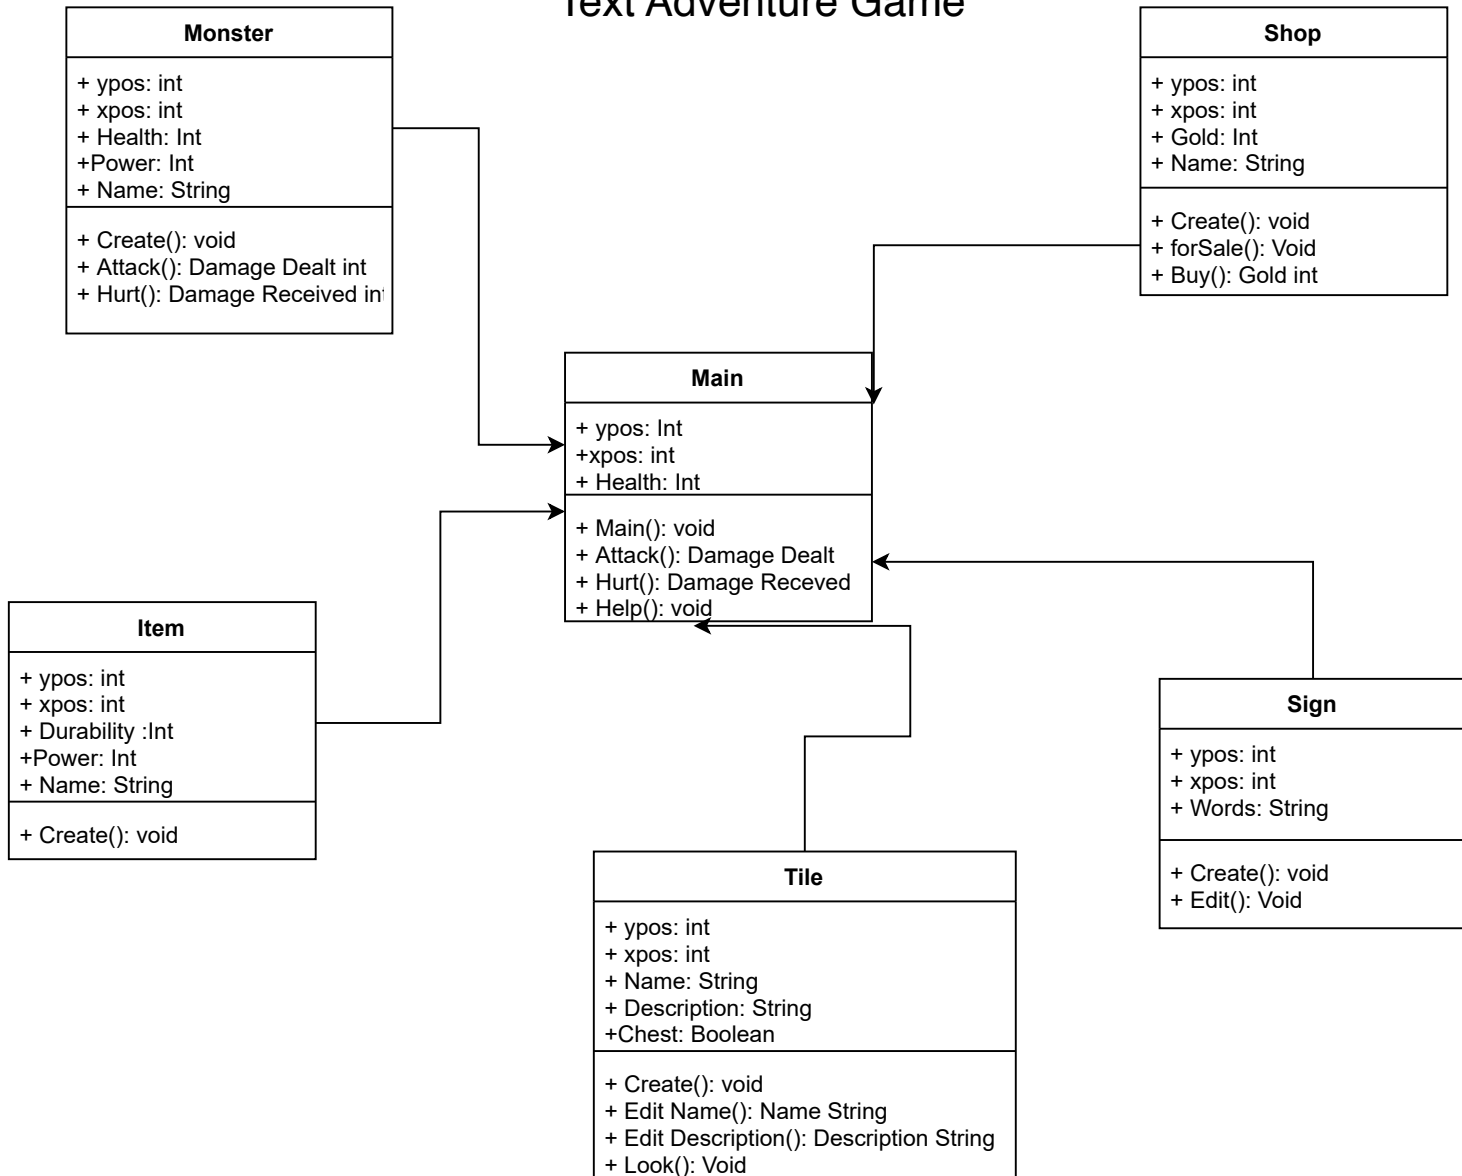 Text Adventure Game
Monster
+ ypos: int
+ xpos: int
+ Health: Int
+Power: Int
+ Name: String
+ Create(): void
+ Attack(): Damage Dealt int
+ Hurt(): Damage Received int
Shop
+ ypos: int
+ xpos: int
+ Gold: Int
+ Name: String
+ Create(): void
+ forSale(): Void
+ Buy(): Gold int
Main
+ ypos: Int
+xpos: int
+ Health: Int
+ Main(): void
+ Attack(): Damage Dealt
+ Hurt(): Damage Receved
+ Help(): void
Item
+ ypos: int
+ xpos: int
+ Durability :Int
+Power: Int
+ Name: String
+ Create(): void
Sign
+ ypos: int
+ xpos: int
+ Words: String
+ Create(): void
+ Edit(): Void
Tile
+ ypos: int
+ xpos: int
+ Name: String
+ Description: String
+Chest: Boolean
+ Create(): void
+ Edit Name(): Name String
+ Edit Description(): Description String
+ Look(): Void